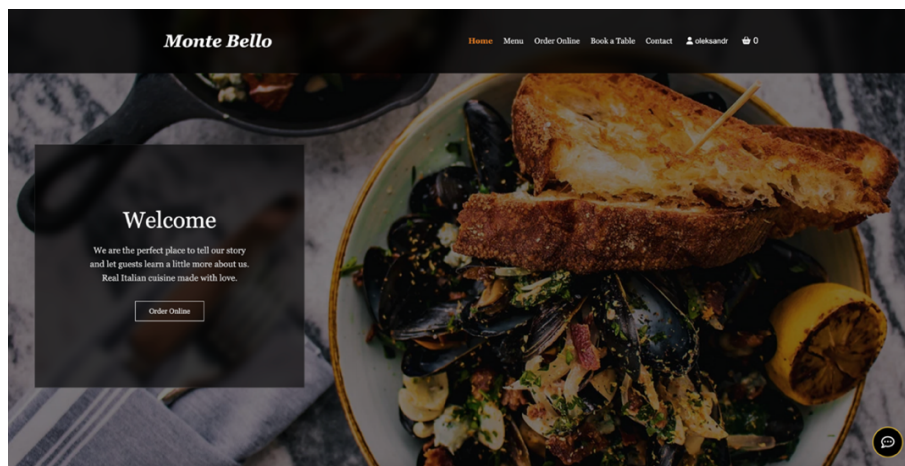 Monte Bello
Home Menu Order Online Book a Table Contact oleksandr 0
Welcome
We are the perfect place to tell our story
and let guests learn a little more about us.
Real Italian cuisine made with love.
Order Online